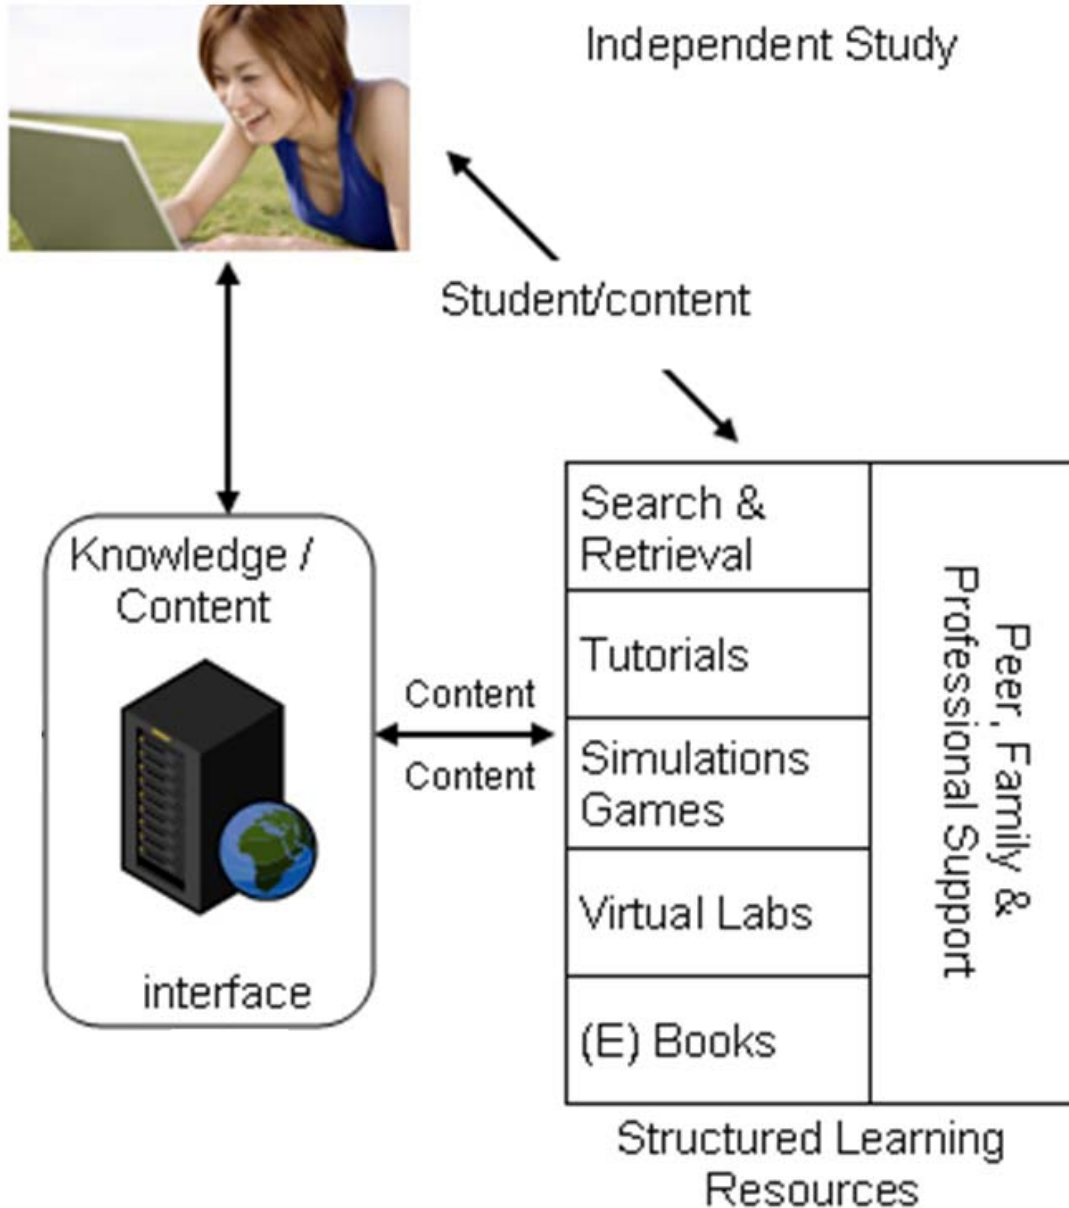 Independent Study
Student/content
Knowledge /
Content
interface
Content
Content
Search &
Retrieval
Tutorials
Simulations
Games
Virtual Labs
(E) Books
Peer, Family &
Professional Support
Structured Learning
Resources